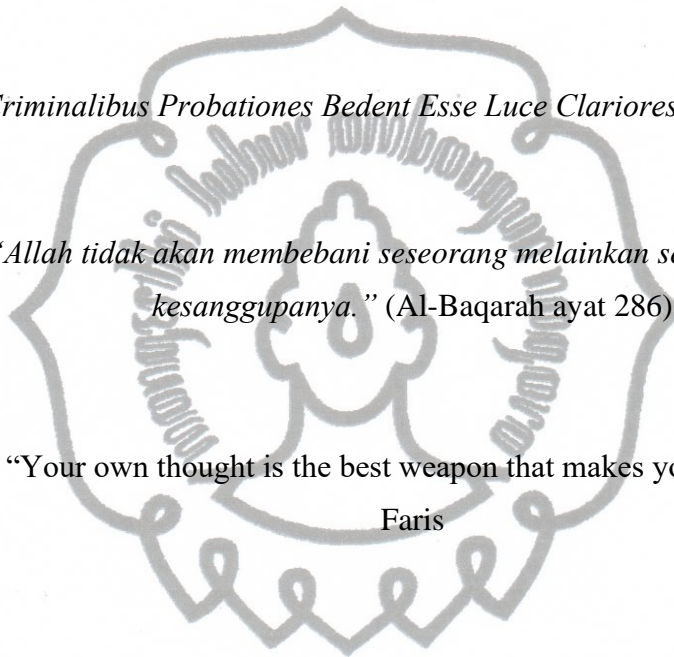 Criminalibus Probationes Bedent Esse Luce Clariores
“Allah tidak akan membebani seseorang melainkan
kesanggupanya.” (Al-Baqarah ayat 286)
“Your own thought is the best weapon that makes
Faris